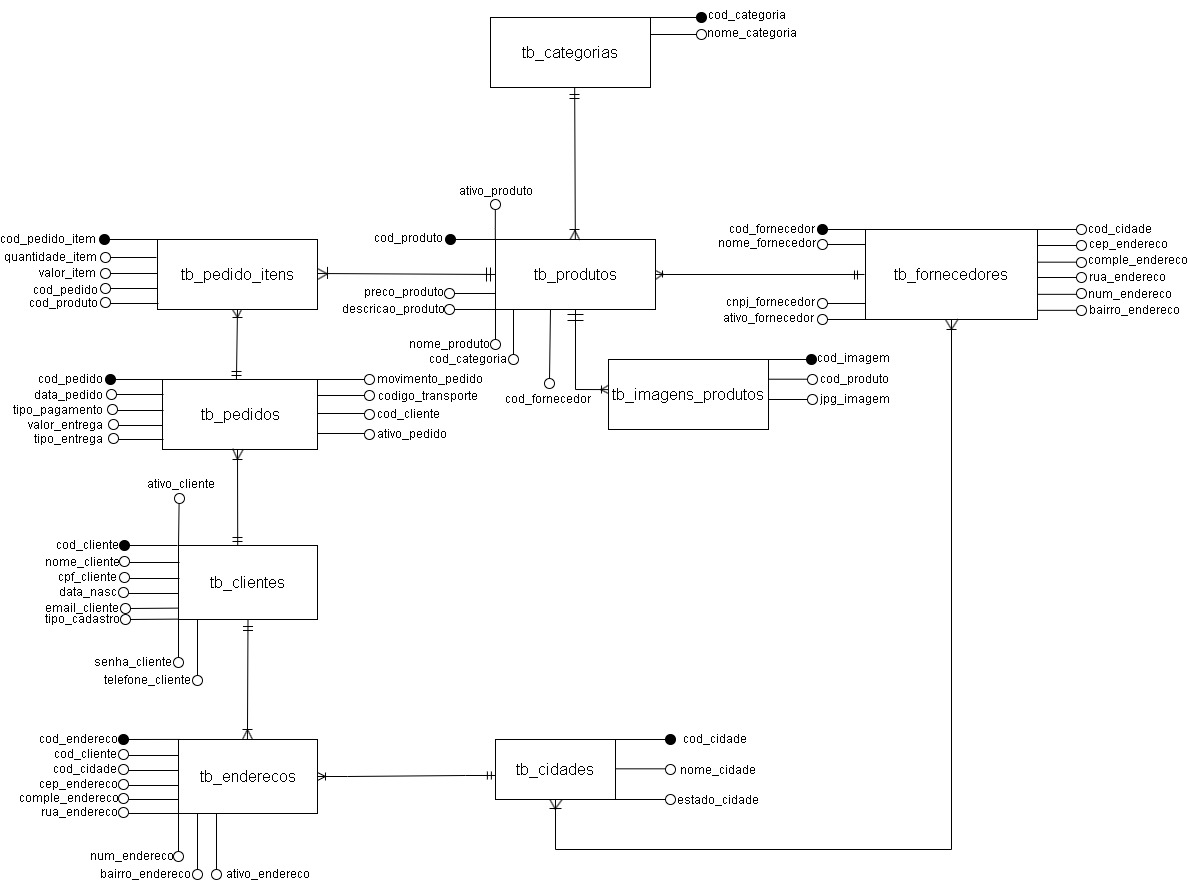 cod_categoria
nome_categoria
tb_categorias
ativo_produto
cod_produto
tb_produtos
preco_produto
descricao_produto
nome_produto
cod_categoria
cod_fornecedor
cod_pedido_item
quantidade_item
valor_item
cod_pedido
cod_produto
tb_pedido_itens
cod_fornecedor
nome_fornecedor
cnpj_fornecedor
ativo_fornecedor
tb_fornecedores
cod_cidade
cep_endereco
comple_endereco
rua_endereco
num_endereco
bairro_endereco
tb_imagens_produtos
cod_imagem
cod_produto
jpg_imagem
cod_pedido
data_pedido
tipo_pagamento
valor_entrega
tipo_entrega
tb_pedidos
movimento_pedido
codigo_transporte
cod_cliente
ativo_pedido
ativo_cliente
cod_cliente
nome_cliente
cpf_cliente
data_nasc
email_cliente
tipo_cadastro
tb_clientes
senha_cliente
telefone_cliente
cod_endereco
cod_cliente
cod_cidade
cep_endereco
comple_endereco
rua_endereco
tb_enderecos
num_endereco
bairro_endereco
ativo_endereco
tb_cidades
cod_cidade
nome_cidade
estado_cidade